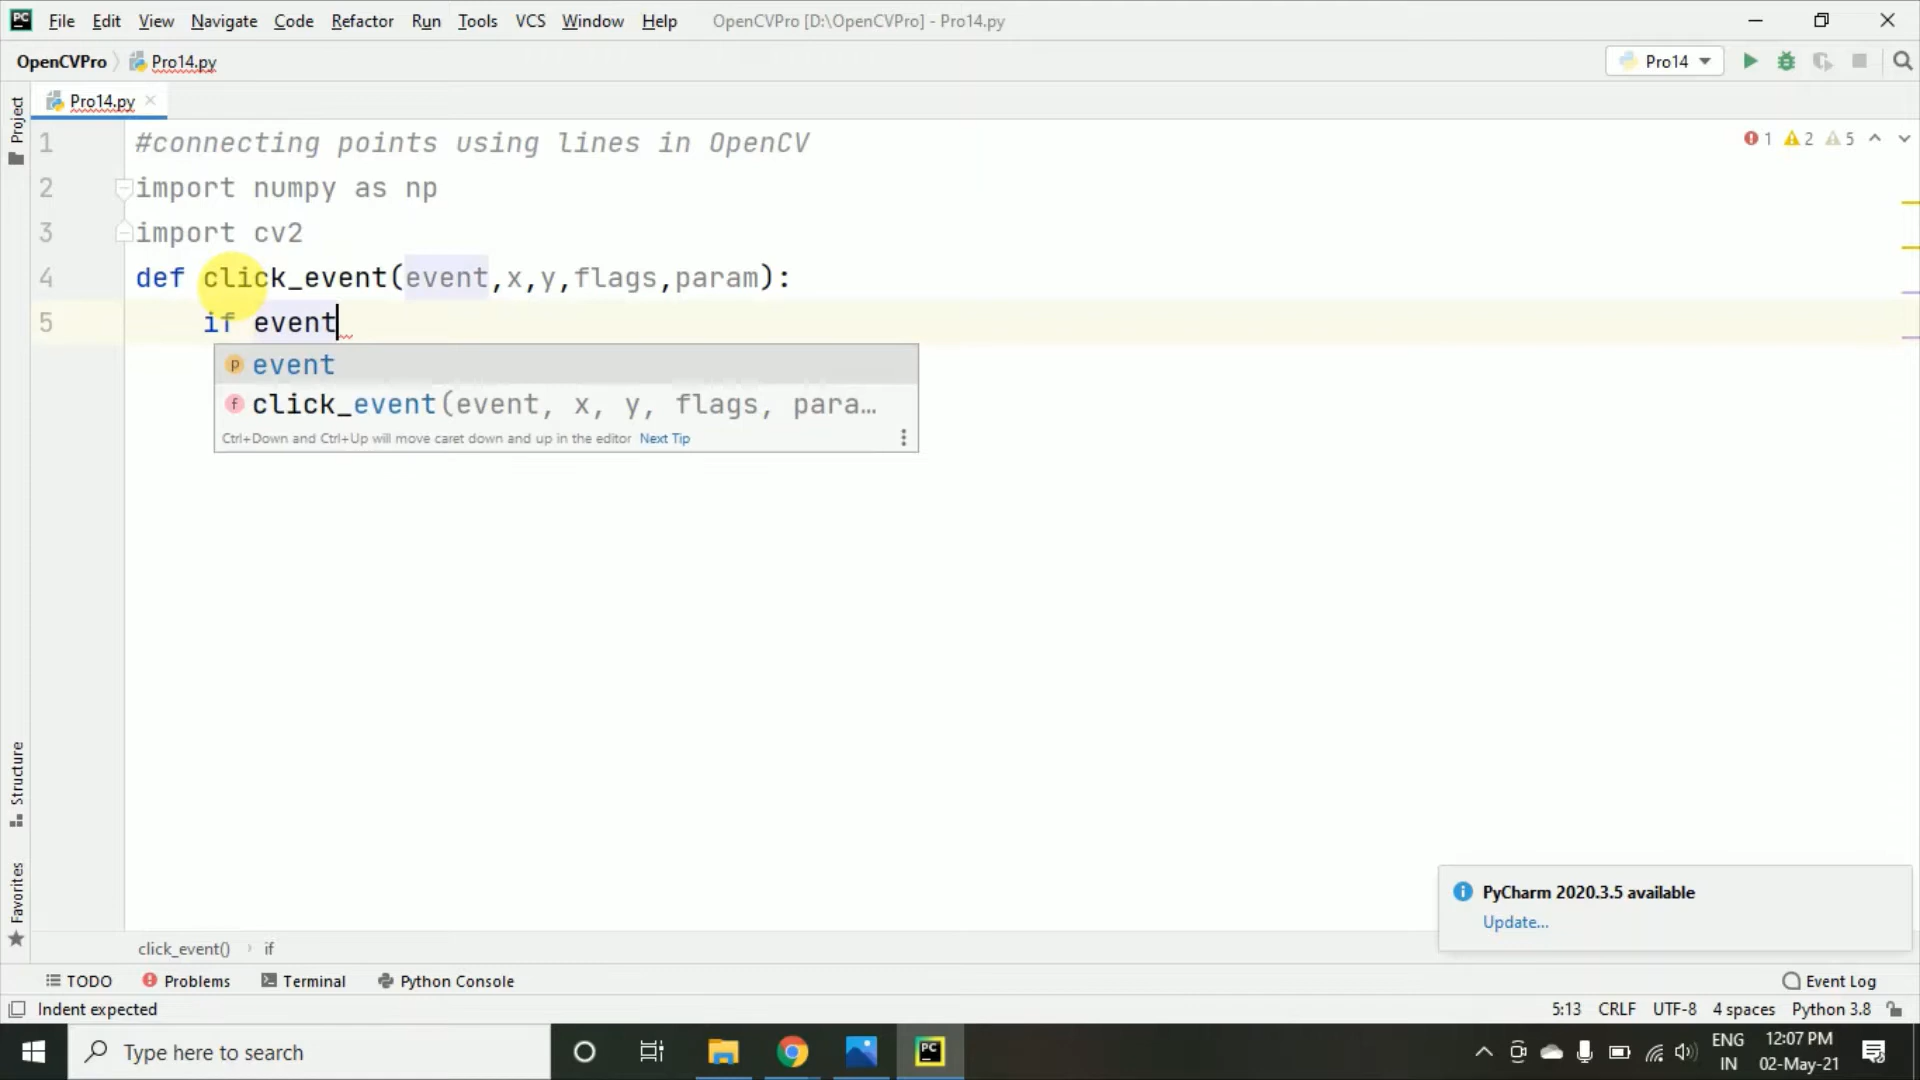 PC File Edit View Navigate Code Refactor Run Tools VCS Window Help OpenCVPro [D:\OpenCVPro] - Pro14.py
OpenCVPro Pro14.py Pro14
Project Pro14.py
1 #connecting points using lines in OpenCV 1 2 5
2 import numpy as np
3 import cv2
4 def click_event(event,x,y,flags,param):
5 if event
p event
f click_event(event, x, y, flags, para…
Ctrl+Down and Ctrl+Up will move caret down and up in the editor Next Tip
Structure
Favorites
PyCharm 2020.3.5 available
Update...
click_event() if
TODO Problems Terminal Python Console Event Log
Indent expected 5:13 CRLF UTF-8 4 spaces Python 3.8
Type here to search PC ENG 12:07 PM
IN 02-May-21